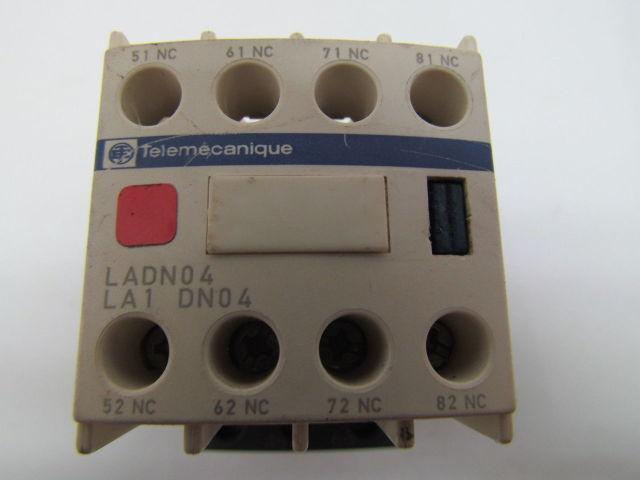 51 NC 61 NC 71 NC 81 NC
Telemecanique
LADN04
LA1 DN04
52 NC 62 NC 72 NC 82 NC